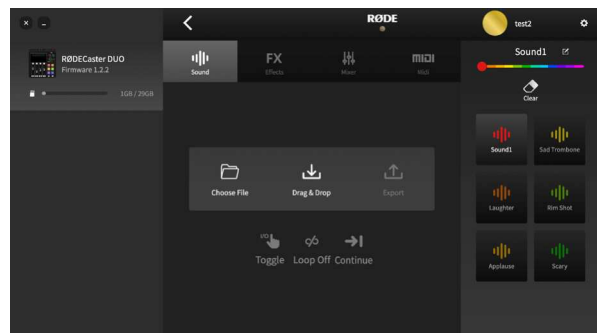 RØDE
test2
RØDECaster DUO
Firmware 1.2.2
1GB / 29GB
Sound
FX
Effects
Mixer
MIDI
Midi
Choose File
Drag & Drop
Export
I/O
Toggle
Loop Off
Continue
Sound1
Clear
Sound1
Sad Trombone
Laughter
Rim Shot
Applause
Scary